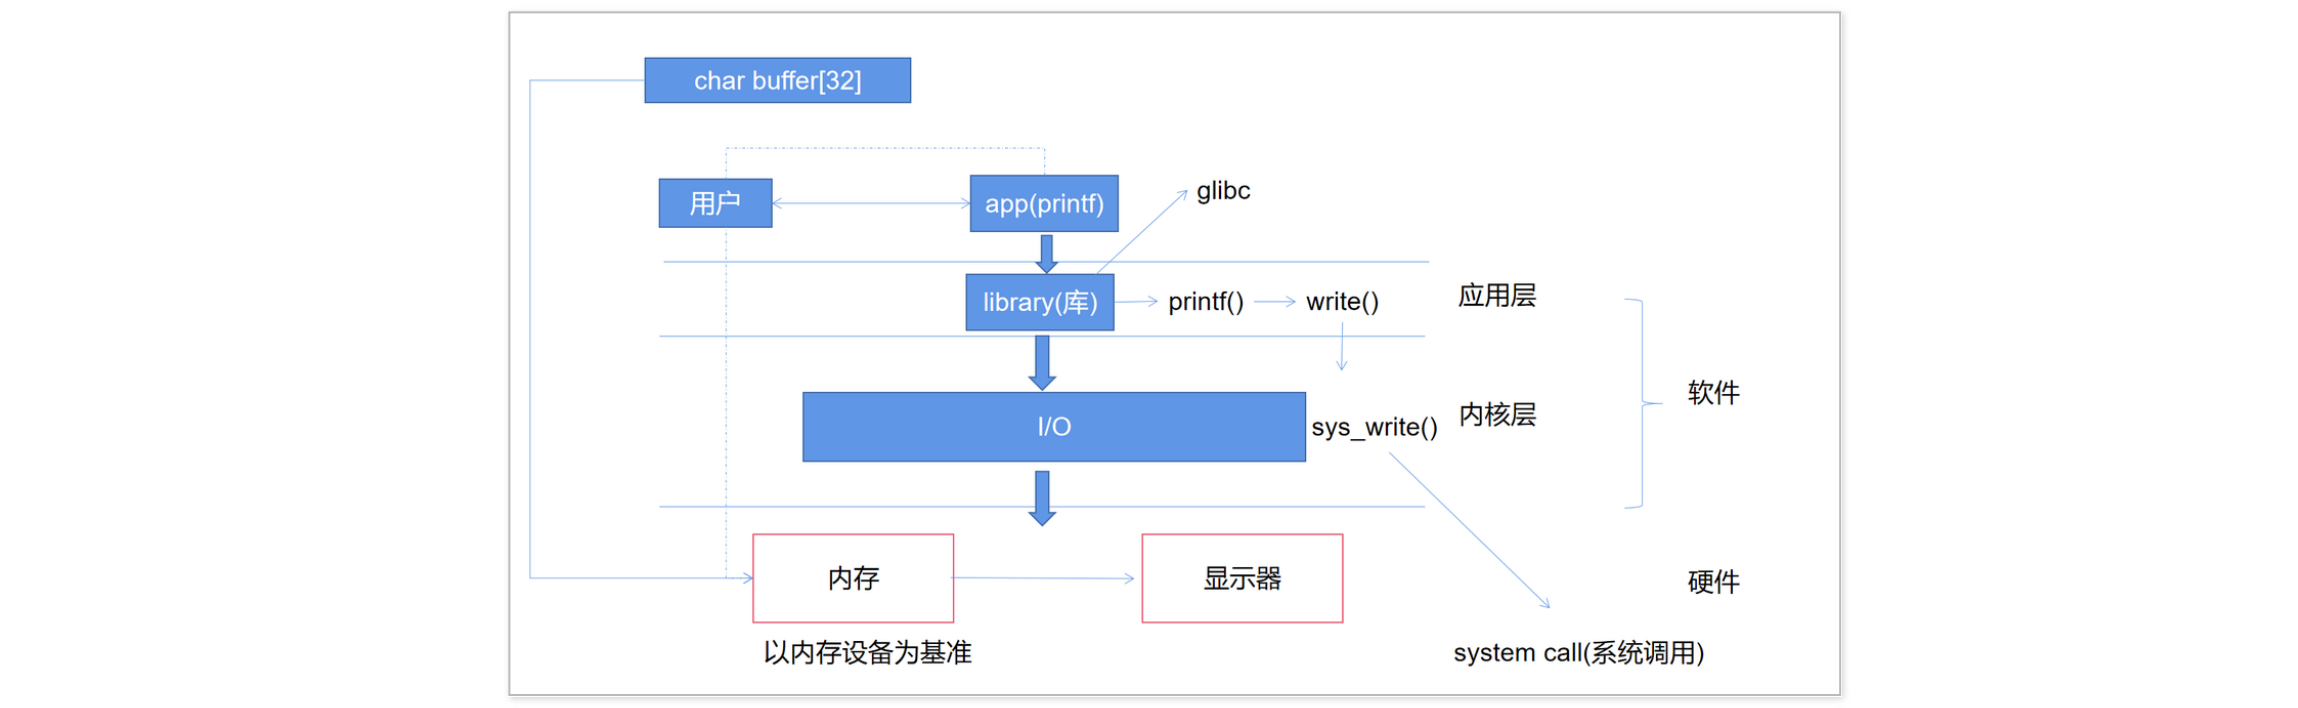 char buffer[32]
用户
app(printf)
glibc
library(库)
printf()
write()
应用层
软件
I/O
sys_write()
内核层
内存
显示器
硬件
以内存设备为基准
system call(系统调用)